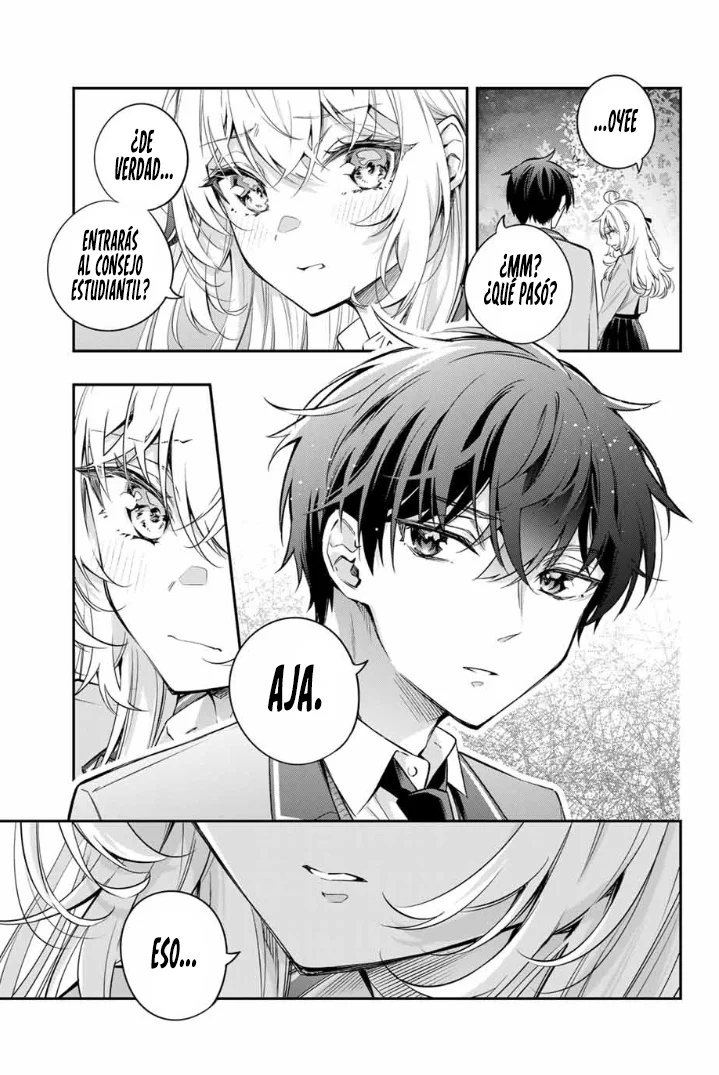 ...OYEE
¿MM?
¿QUÉ PASÓ?
¿DE
VERDAD...
ENTRARÁS
AL CONSEJO
ESTUDIANTIL?
AJA.
ESO...